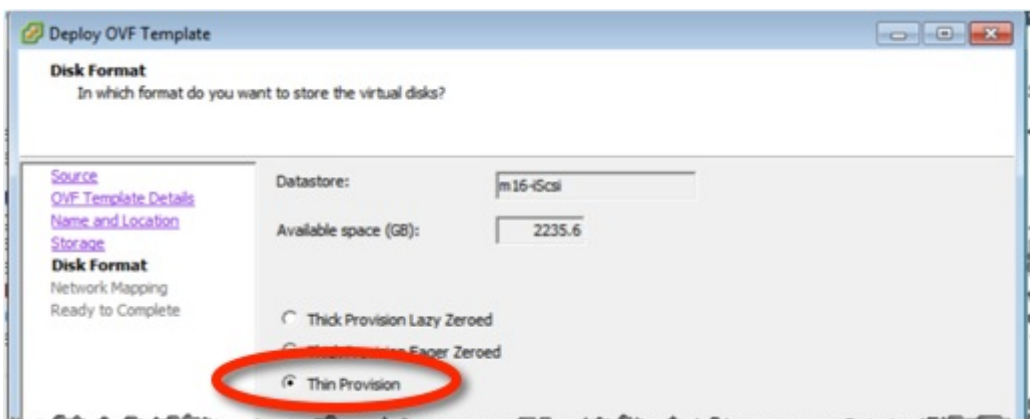 Deploy OVF Template
Disk Format
In which format do you want to store the virtual disks?
Source
OVF Template Details
Name and Location
Storage
Disk Format
Network Mapping
Ready to Complete
Datastore: m16-iScsi
Available space (GB): 2235.6
Thick Provision Lazy Zeroed
Thick Provision Eager Zeroed
Thin Provision